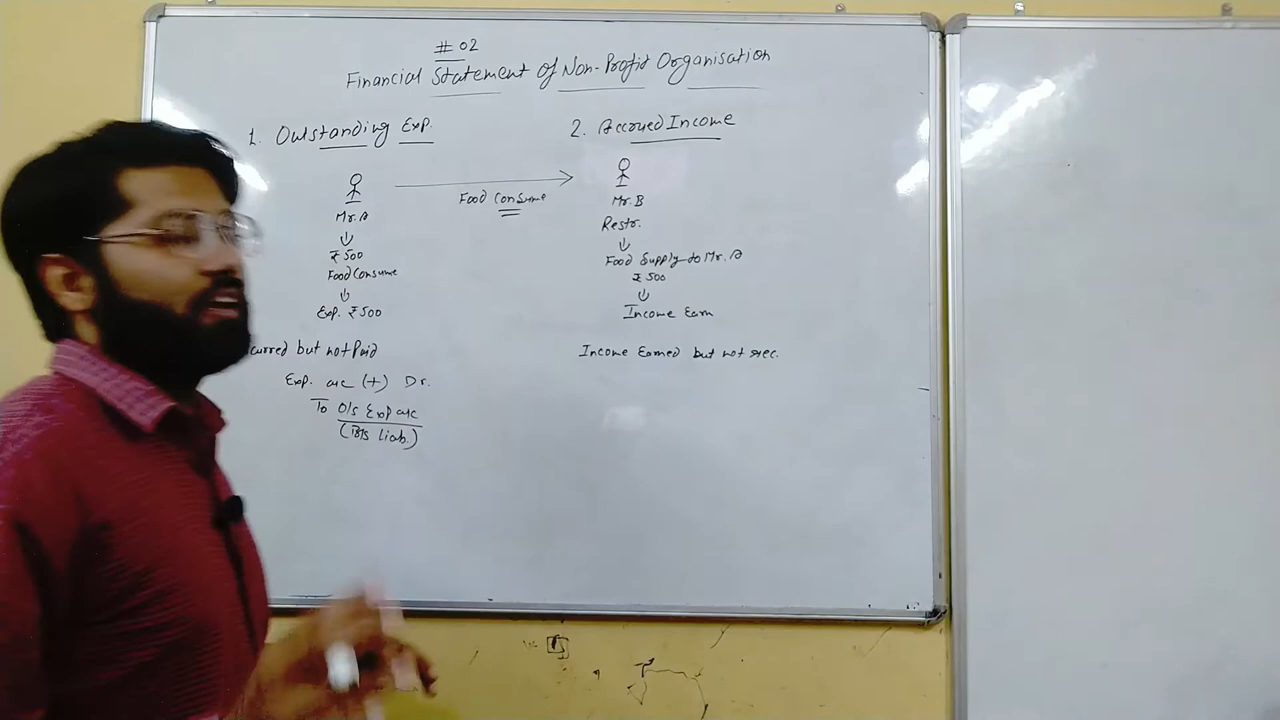 # 02
Financial Statement of Non-Profit Organisation
1. Outstanding Exp.
Mr. A
₹ 500
Food Consume
Exp. ₹ 500
curred but not Paid
Exp. a/c (+) Dr.
To O/s Exp a/c
(B/s Liab.)
Food Consume
2. Accrued Income
Mr. B
Restr.
Food Supply to Mr. A
₹ 500
Income Earn
Income Earned but not rec.